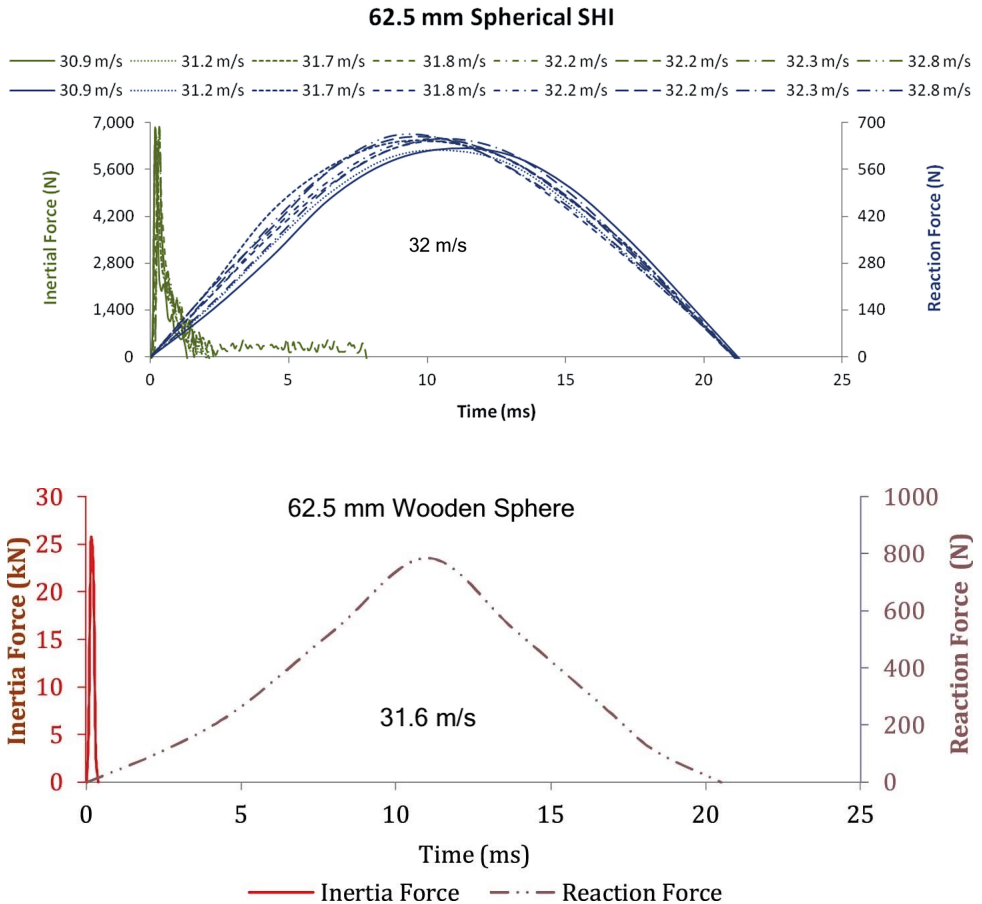 62.5 mm Spherical SHI
30.9 m/s 31.2 m/s 31.7 m/s 31.8 m/s 32.2 m/s 32.2 m/s 32.3 m/s 32.8 m/s
30.9 m/s 31.2 m/s 31.7 m/s 31.8 m/s 32.2 m/s 32.2 m/s 32.3 m/s 32.8 m/s
Inertial Force (N)
7,000
5,600
4,200
2,800
1,400
0
32 m/s
700
560
420
280
140
0
Reaction Force (N)
0 5 10 15 20 25
Time (ms)
62.5 mm Wooden Sphere
Inertia Force (kN)
30
25
20
15
10
5
0
31.6 m/s
1000
800
600
400
200
0
Reaction Force (N)
0 5 10 15 20 25
Time (ms)
Inertia Force Reaction Force